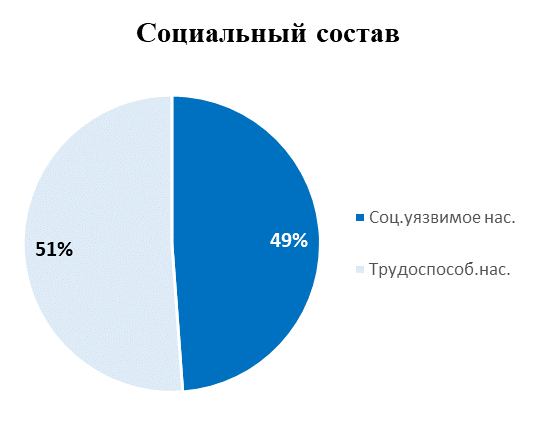 Социальный состав
49%
51%
Соц.уязвимое нас.
Трудоспособ.нас.